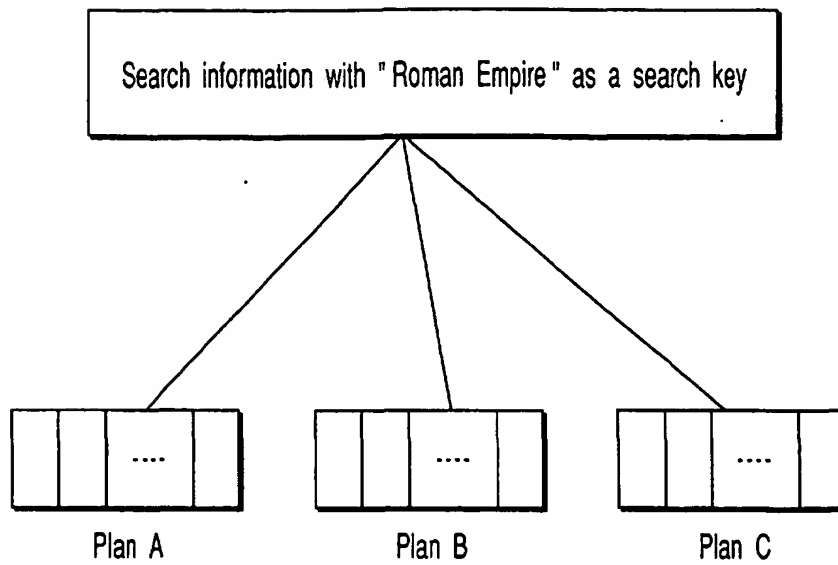 Search information with "Roman Empire" as a search key
.... .... ....
Plan A Plan B Plan C